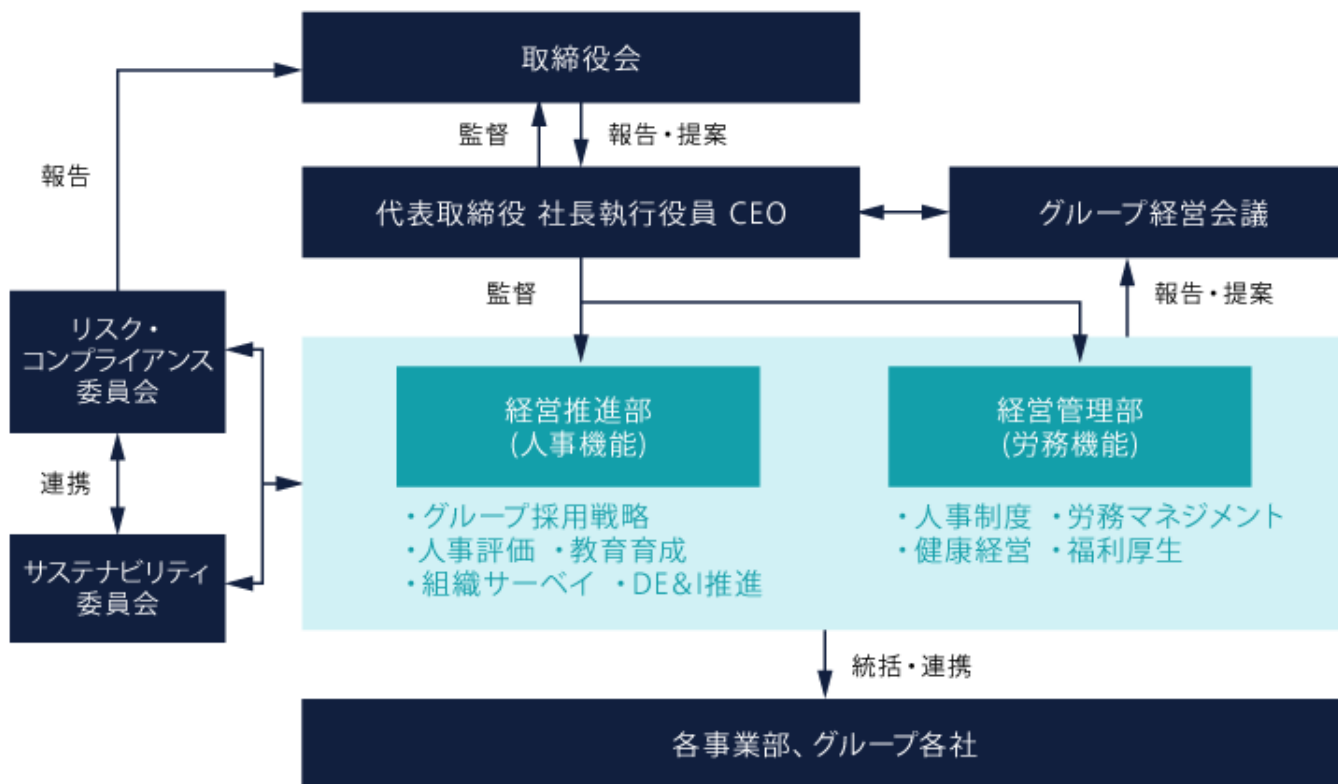 取締役会
監督
報告・提案
報告
代表取締役 社長執行役員 CEO
グループ経営会議
監督
報告・提案
リスク・
コンプライアンス
委員会
経営推進部
(人事機能)
経営管理部
(労務機能)
連携
・グループ採用戦略
・人事評価 ・教育育成
・組織サーベイ ・DE&I推進
・人事制度 ・労務マネジメント
・健康経営 ・福利厚生
サステナビリティ
委員会
統括・連携
各事業部、グループ各社